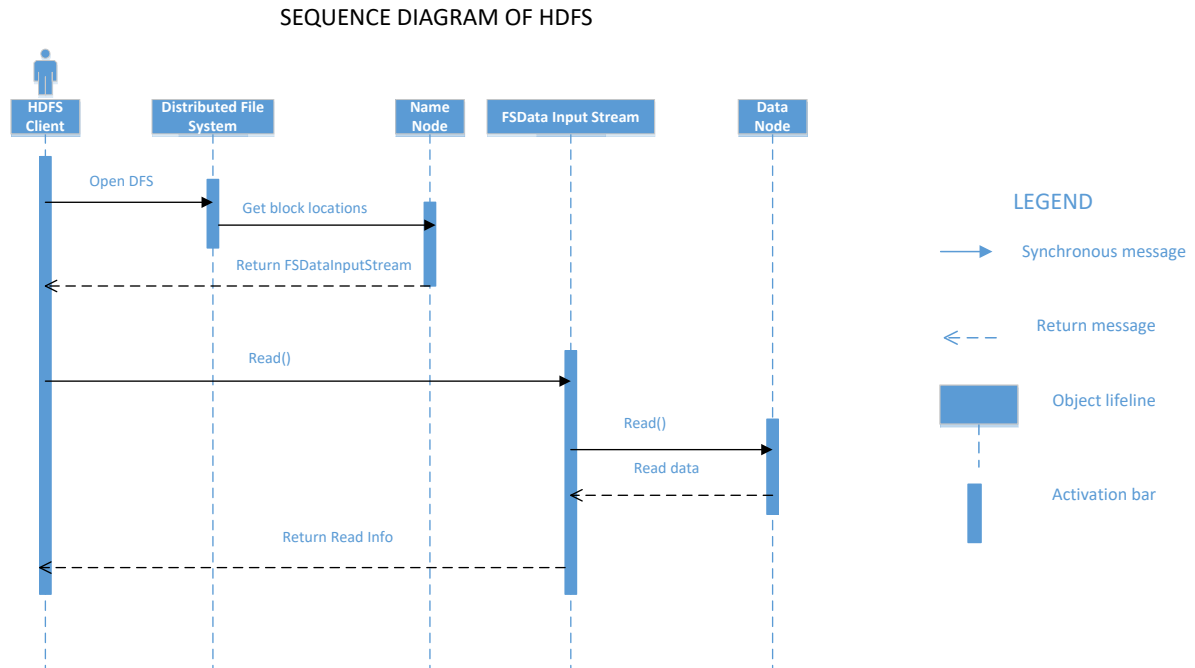 SEQUENCE DIAGRAM OF HDFS
HDFS
Client
Distributed File
System
Name
Node
FSData Input Stream
Data
Node
Open DFS
Get block locations
Return FSDataInputStream
Read()
Read()
Read data
Return Read Info
LEGEND
Synchronous message
Return message
Object lifeline
Activation bar